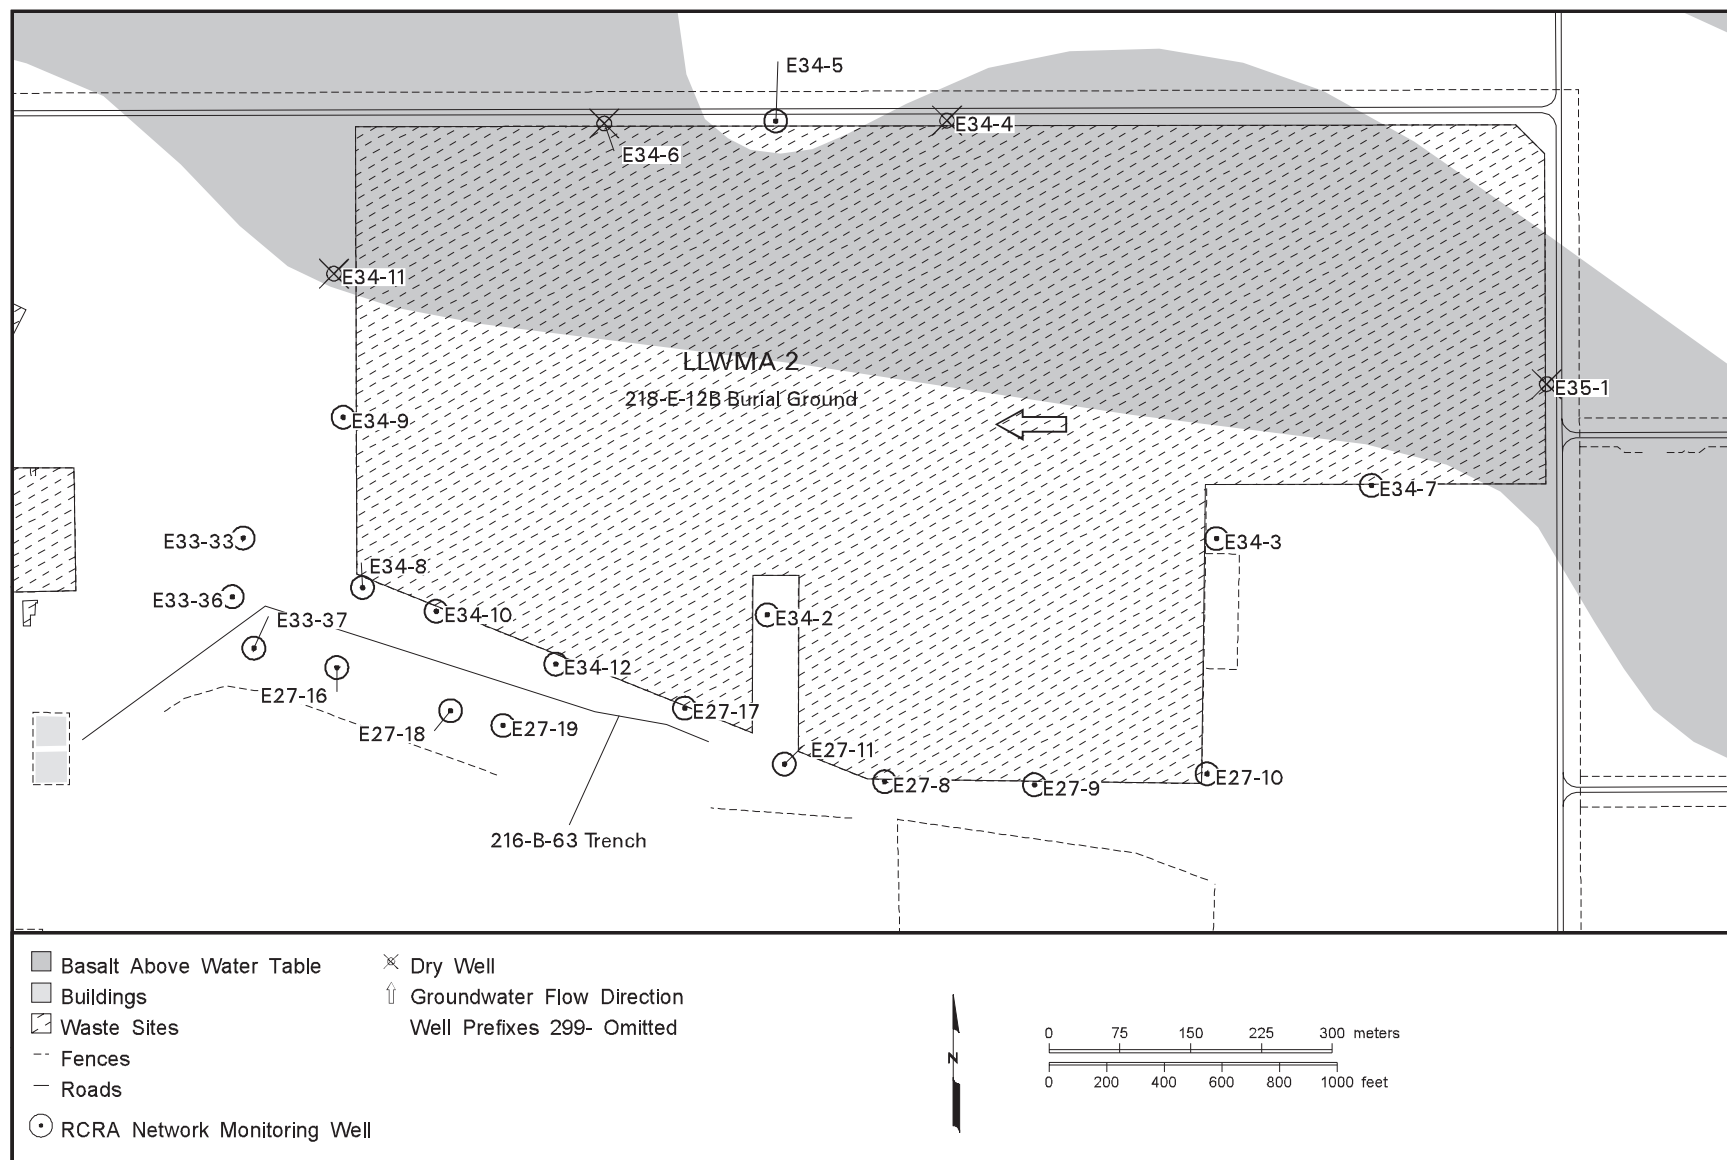 E34-5
E34-4
E34-6
E34-11
LLWMA 2
218-E-12B Burial Ground
E35-1
E34-9
E34-7
E33-33
E34-3
E34-8
E33-36
E34-10
E33-37
E34-2
E34-12
E27-16
E27-17
E27-18
E27-19
E27-11
E27-10
E27-8
E27-9
216-B-63 Trench
Basalt Above Water Table
Buildings
Waste Sites
Fences
Roads
RCRA Network Monitoring Well
Dry Well
Groundwater Flow Direction
Well Prefixes 299- Omitted
N
0 75 150 225 300 meters
0 200 400 600 800 1000 feet